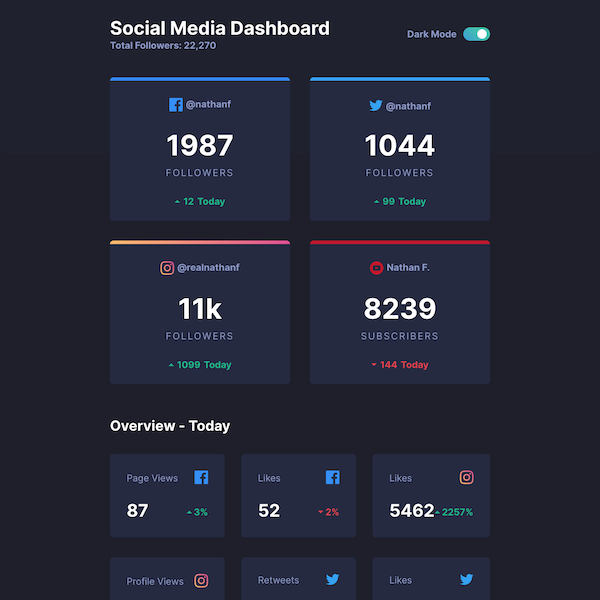 Social Media Dashboard
Total Followers: 22,270
Dark Mode
@nathanf
1987
FOLLOWERS
12 Today
@nathanf
1044
FOLLOWERS
99 Today
@realnathanf
11k
FOLLOWERS
1099 Today
Nathan F.
8239
SUBSCRIBERS
144 Today
Overview - Today
Page Views
87
3%
Likes
52
2%
Likes
5462
2257%
Profile Views
Retweets
Likes